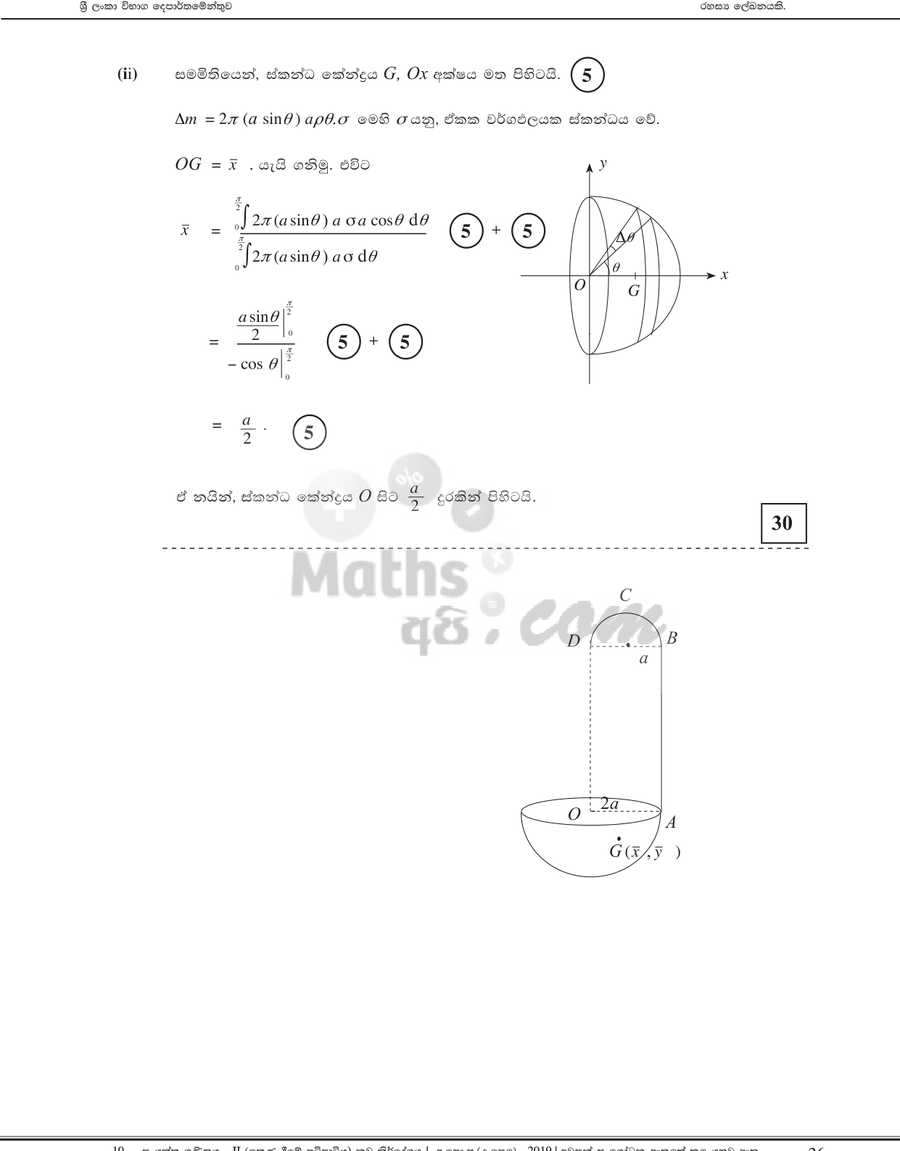 ශ්‍රී ලංකා විභාග දෙපාර්තමේන්තුව
රහස්‍ය ලේඛනයකි.
(ii) සමමිතියෙන්, ස්කන්ධ කේන්ද්‍රය G, Ox අක්ෂය මත පිහිටයි. 5
Δm = 2π (a sinθ) aρθ.σ මෙහි σ යනු, ඒකක වර්ගඵලයක ස්කන්ධය වේ.
OG = x̅ . යැයි ගනිමු. එවිට
x̅ = ₀∫^(π/2) 2π(a sinθ) a σ a cosθ dθ / ₀∫^(π/2) 2π(a sinθ) a σ dθ 5 + 5
= (a sinθ / 2)|₀^(π/2) / – cos θ|₀^(π/2) 5 + 5
= a/2 . 5
ඒ නයින්, ස්කන්ධ කේන්ද්‍රය O සිට a/2 දුරකින් පිහිටයි.
30
y
Δθ
θ
x
O
G
Maths
අපි . com
C
D
B
a
2a
O
A
G (x̅ , y̅ )